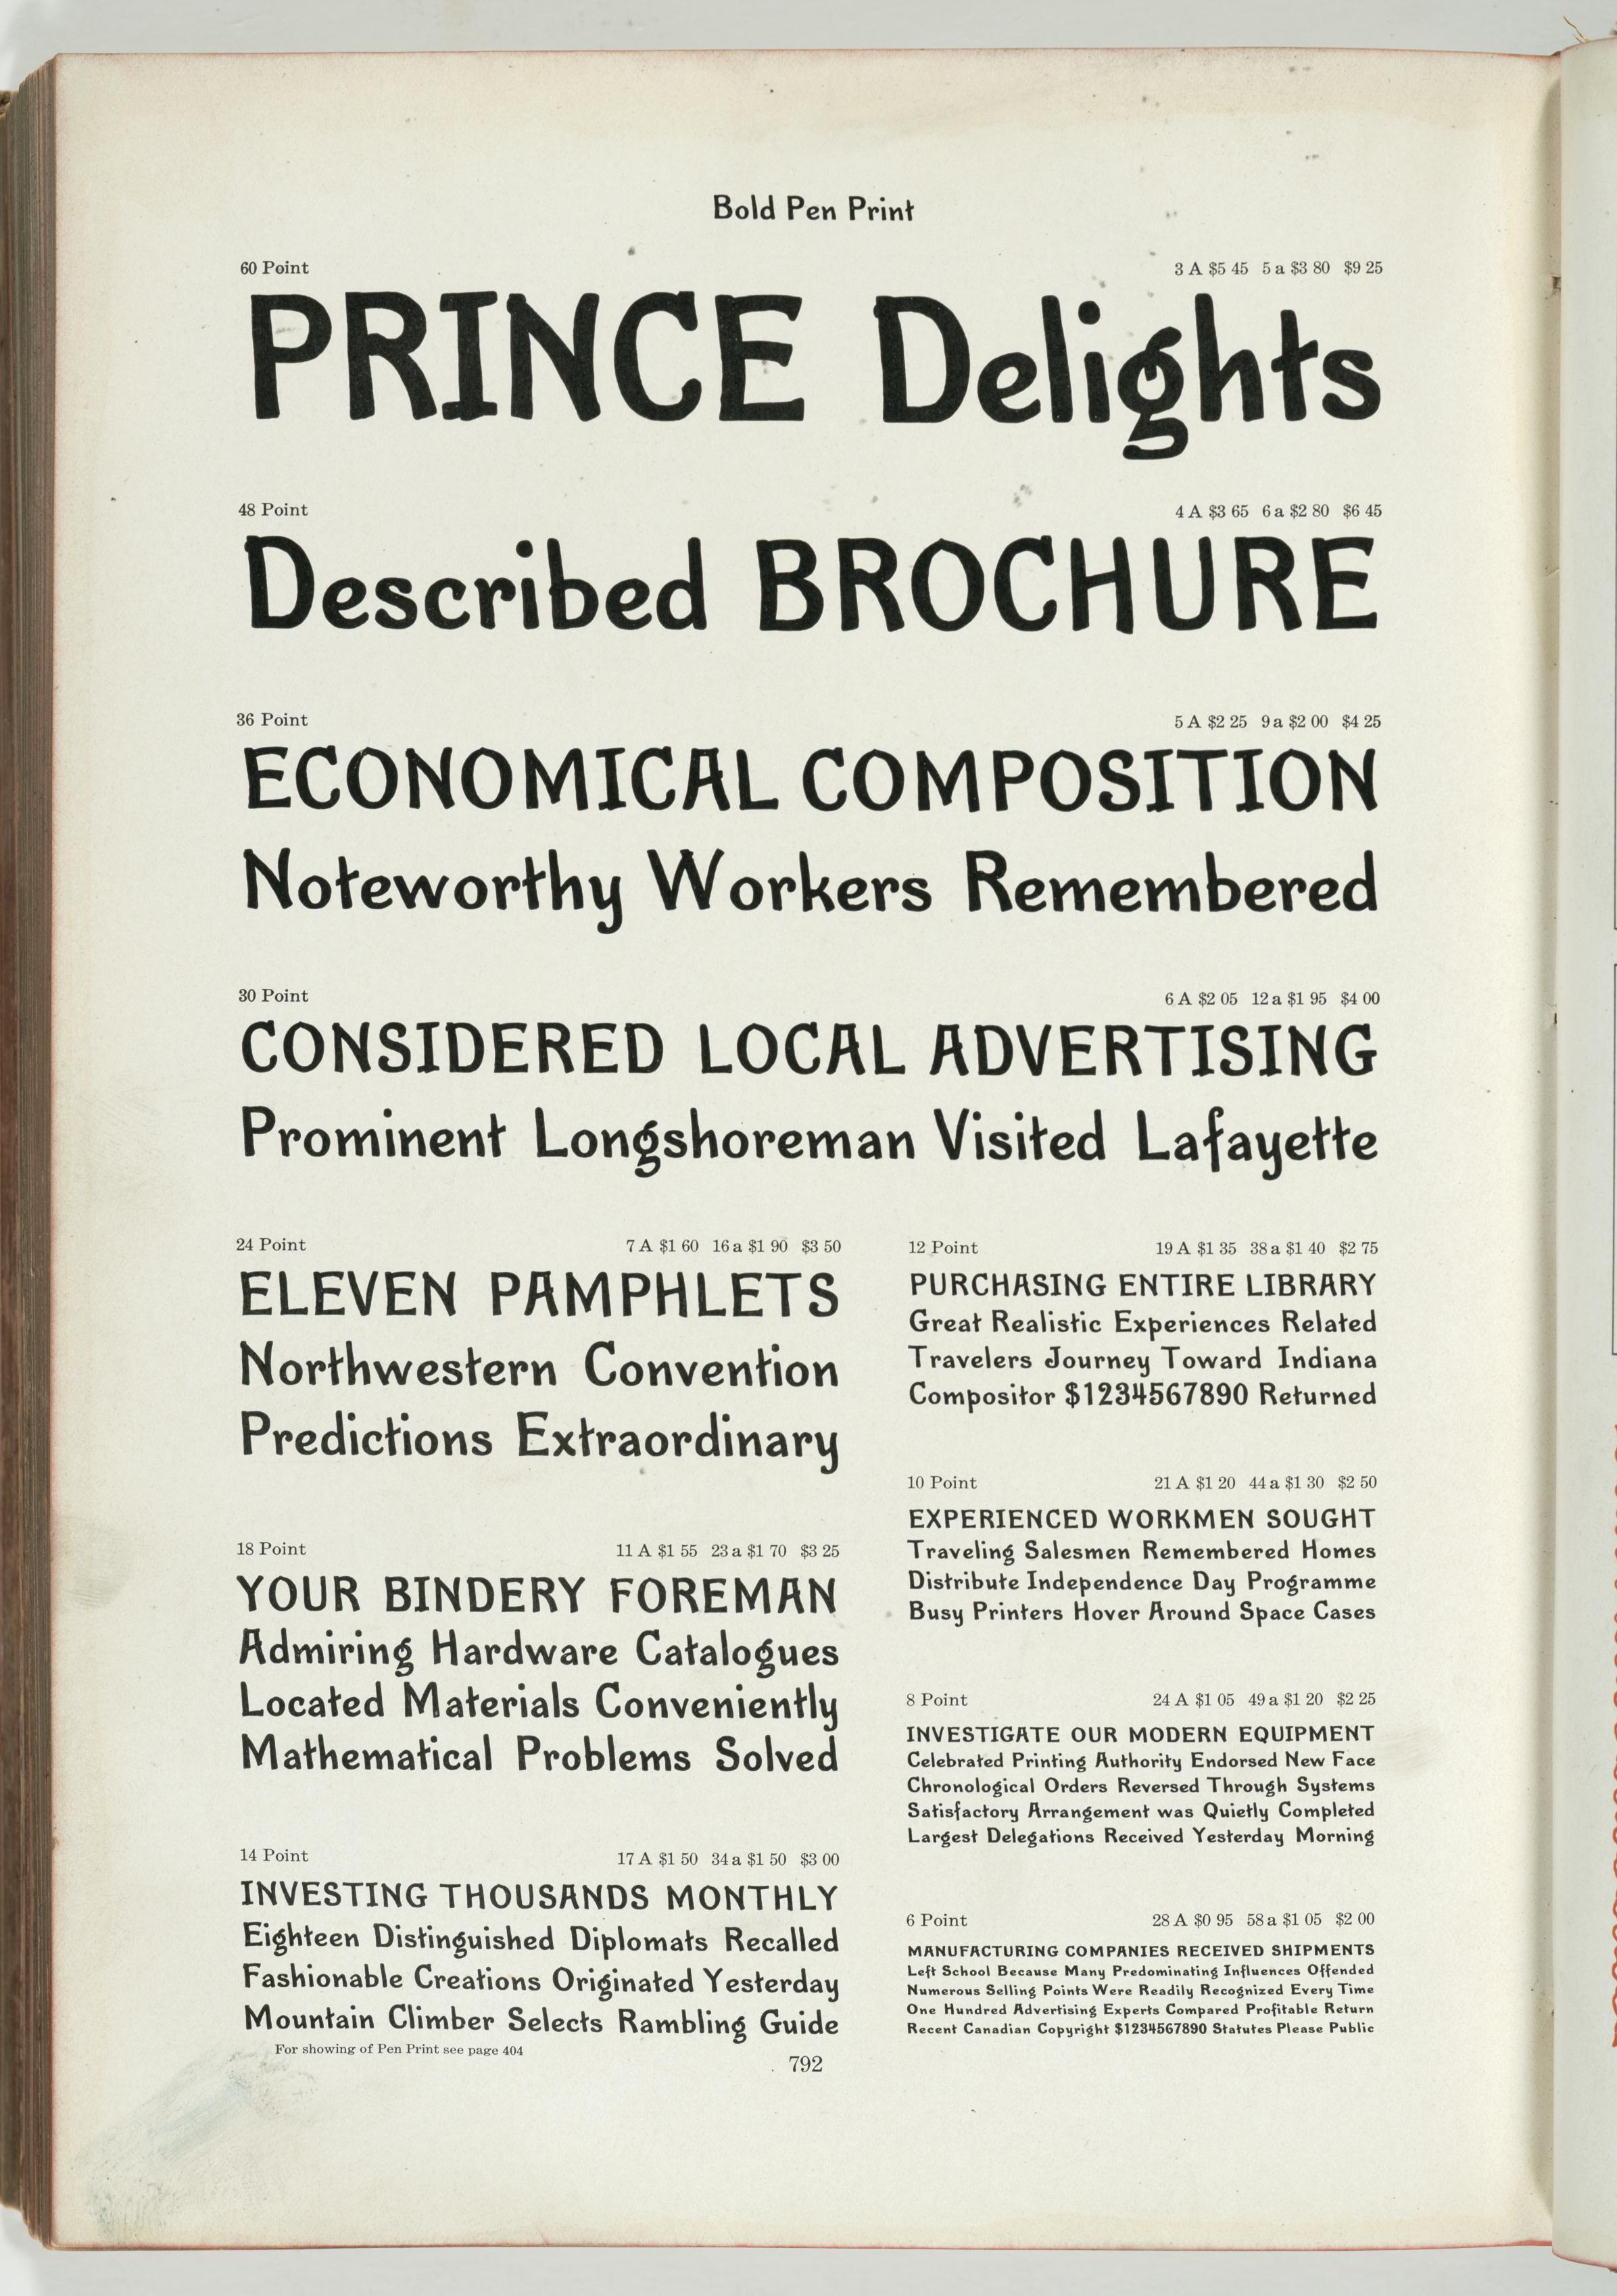 Bold Pen Print
60 Point 3 A $5 45 5 a $3 80 $9 25
PRINCE Delights
48 Point 4 A $3 65 6 a $2 80 $6 45
Described BROCHURE
36 Point 5 A $2 25 9 a $2 00 $4 25
ECONOMICAL COMPOSITION
Noteworthy Workers Remembered
30 Point 6 A $2 05 12 a $1 95 $4 00
CONSIDERED LOCAL ADVERTISING
Prominent Longshoreman Visited Lafayette
24 Point 7 A $1 60 16 a $1 90 $3 50
ELEVEN PAMPHLETS
Northwestern Convention
Predictions Extraordinary
18 Point 11 A $1 55 23 a $1 70 $3 25
YOUR BINDERY FOREMAN
Admiring Hardware Catalogues
Located Materials Conveniently
Mathematical Problems Solved
14 Point 17 A $1 50 34 a $1 50 $3 00
INVESTING THOUSANDS MONTHLY
Eighteen Distinguished Diplomats Recalled
Fashionable Creations Originated Yesterday
Mountain Climber Selects Rambling Guide
For showing of Pen Print see page 404
12 Point 19 A $1 35 38 a $1 40 $2 75
PURCHASING ENTIRE LIBRARY
Great Realistic Experiences Related
Travelers Journey Toward Indiana
Compositor $1234567890 Returned
10 Point 21 A $1 20 44 a $1 30 $2 50
EXPERIENCED WORKMEN SOUGHT
Traveling Salesmen Remembered Homes
Distribute Independence Day Programme
Busy Printers Hover Around Space Cases
8 Point 24 A $1 05 49 a $1 20 $2 25
INVESTIGATE OUR MODERN EQUIPMENT
Celebrated Printing Authority Endorsed New Face
Chronological Orders Reversed Through Systems
Satisfactory Arrangement was Quietly Completed
Largest Delegations Received Yesterday Morning
6 Point 28 A $0 95 58 a $1 05 $2 00
MANUFACTURING COMPANIES RECEIVED SHIPMENTS
Left School Because Many Predominating Influences Offended
Numerous Selling Points Were Readily Recognized Every Time
One Hundred Advertising Experts Compared Profitable Return
Recent Canadian Copyright $1234567890 Statutes Please Public
792